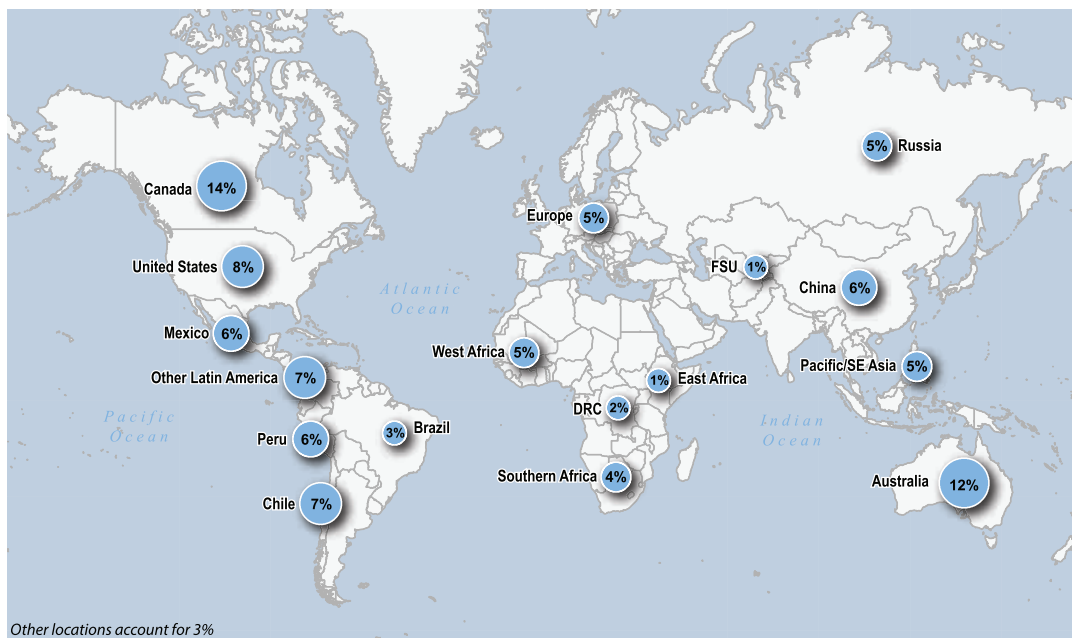 5% Russia
Canada 14%
Europe 5%
United States 8%
FSU 1%
China 6%
Atlantic
Ocean
Mexico 6%
West Africa 5%
Pacific/SE Asia 5%
Other Latin America 7%
1% East Africa
DRC 2%
Pacific
Ocean
Indian
Ocean
Peru 6%
3% Brazil
Southern Africa 4%
Australia 12%
Chile 7%
Other locations account for 3%